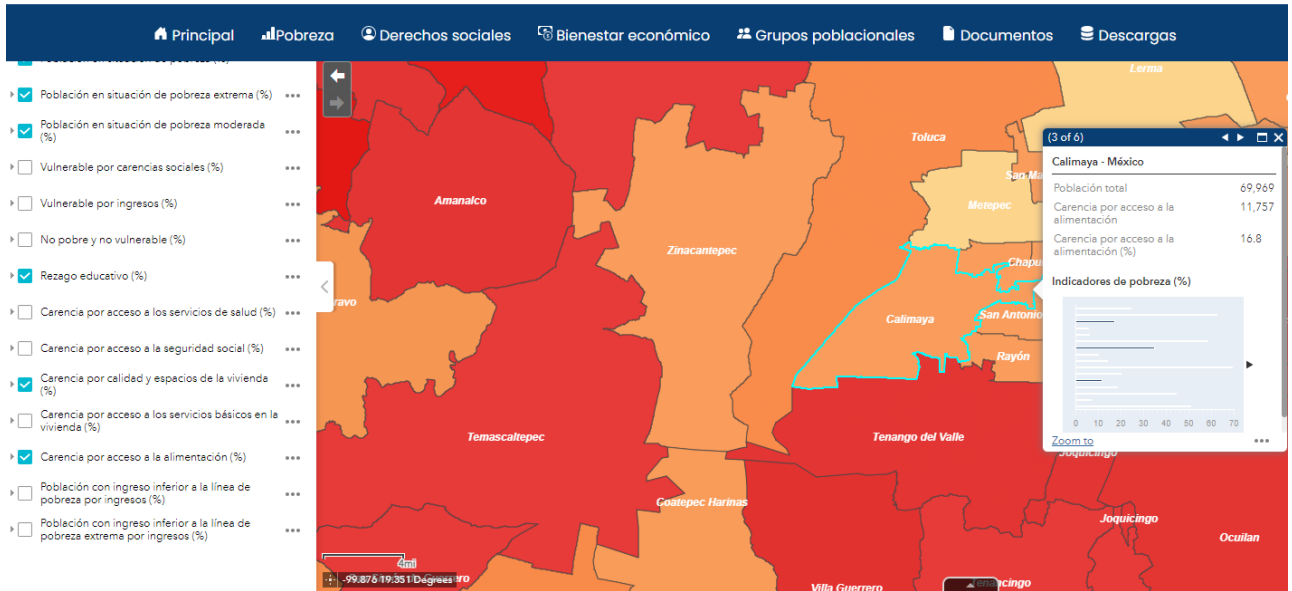 Principal
Pobreza
Derechos sociales
Bienestar económico
Grupos poblacionales
Documentos
Descargas
Población en situación de pobreza extrema (%)
Población en situación de pobreza moderada
(%)
Vulnerable por carencias sociales (%)
Vulnerable por ingresos (%)
No pobre y no vulnerable (%)
Rezago educativo (%)
Carencia por acceso a los servicios de salud (%)
Carencia por acceso a la seguridad social (%)
Carencia por calidad y espacios de la vivienda
(%)
Carencia por acceso a los servicios básicos en la
vivienda (%)
Carencia por acceso a la alimentación (%)
Población con ingreso inferior a la línea de
pobreza por ingresos (%)
Población con ingreso inferior a la línea de
pobreza extrema por ingresos (%)
Lerma
Toluca
Amanalco
Metepec
Zinacantepec
Calimaya
San Antonio
Rayón
Temascaltepec
Tenango del Valle
Coatepec Harinas
Joquicingo
Joquicingo
Ocuilan
Villa Guerrero
4mi
-99.876 19.351 Degrees
(3 of 6)
Calimaya - México
Población total 69,969
Carencia por acceso a la
alimentación 11,757
Carencia por acceso a la
alimentación (%) 16.8
Indicadores de pobreza (%)
0 10 20 30 40 50 60 70
Zoom to